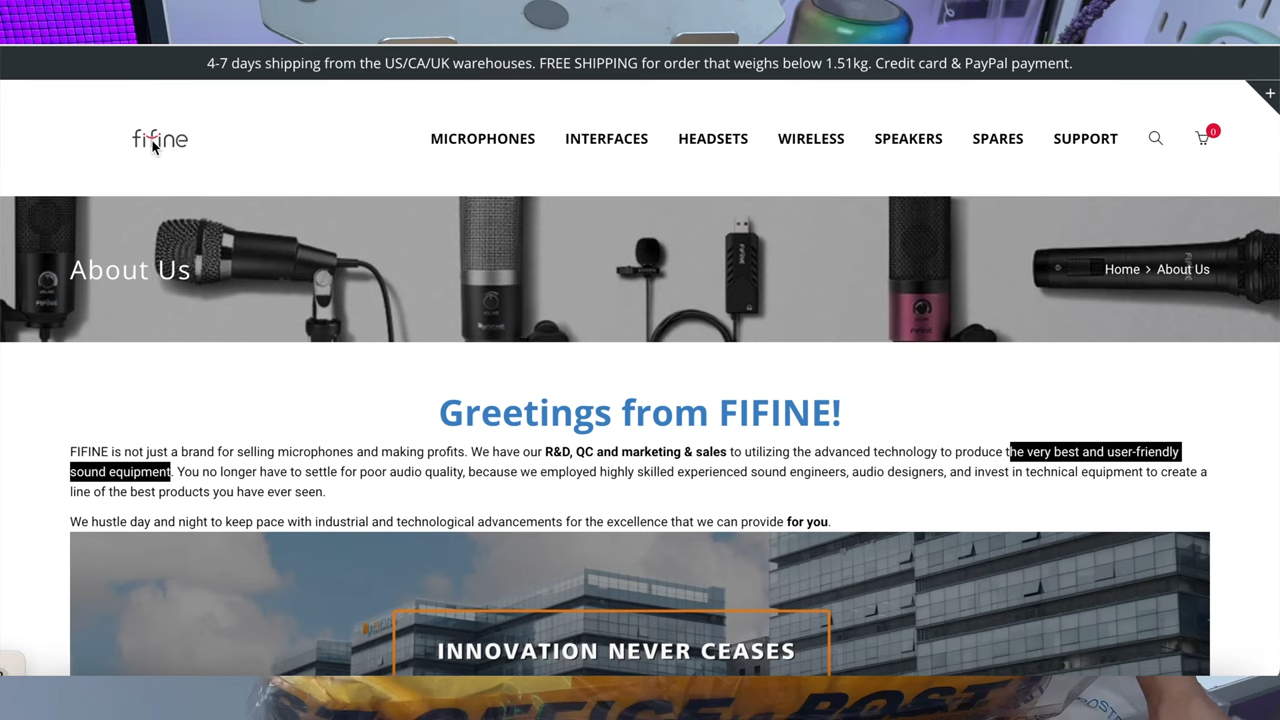 4-7 days shipping from the US/CA/UK warehouses. FREE SHIPPING for order that weighs below 1.51kg. Credit card & PayPal payment.
+
fifine
MICROPHONES INTERFACES HEADSETS WIRELESS SPEAKERS SPARES SUPPORT
0
About Us
Home > About Us
Greetings from FIFINE!
FIFINE is not just a brand for selling microphones and making profits. We have our R&D, QC and marketing & sales to utilizing the advanced technology to produce the very best and user-friendly
sound equipment. You no longer have to settle for poor audio quality, because we employed highly skilled experienced sound engineers, audio designers, and invest in technical equipment to create a
line of the best products you have ever seen.
We hustle day and night to keep pace with industrial and technological advancements for the excellence that we can provide for you.
INNOVATION NEVER CEASES
POST OFFICE POST